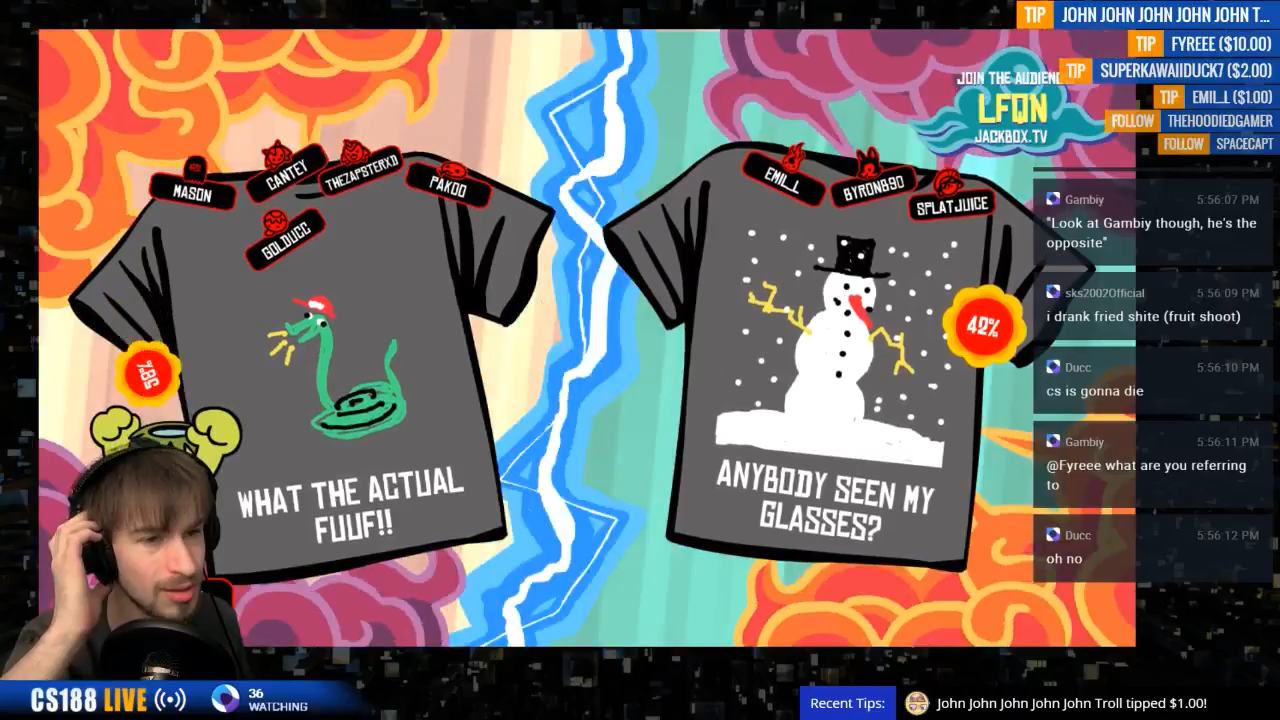 TIP JOHN JOHN JOHN JOHN JOHN T...
TIP FYREEE ($10.00)
TIP SUPERKAWAIIDUCK7 ($2.00)
TIP EMIL_L ($1.00)
FOLLOW THEHOODIEDGAMER
FOLLOW SPACECAPT
JOIN THE AUDIEN
LFQN
JACKBOX.TV
MASON
CANTEY
THEZAPSTERXD
PAKOO
GOLDUCC
58%
WHAT THE ACTUAL
FUUF!!
EMIL_L
BYRONB90
SPLATJUICE
42%
ANYBODY SEEN MY
GLASSES?
Gambiy 5:56:07 PM
"Look at Gambiy though, he's the
opposite"
sks2002Official 5:56:09 PM
i drank fried shite (fruit shoot)
Ducc 5:56:10 PM
cs is gonna die
Gambiy 5:56:11 PM
@Fyreee what are you referring
to
Ducc 5:56:12 PM
oh no
CS188 LIVE
36
WATCHING
Recent Tips: John John John John John Troll tipped $1.00!